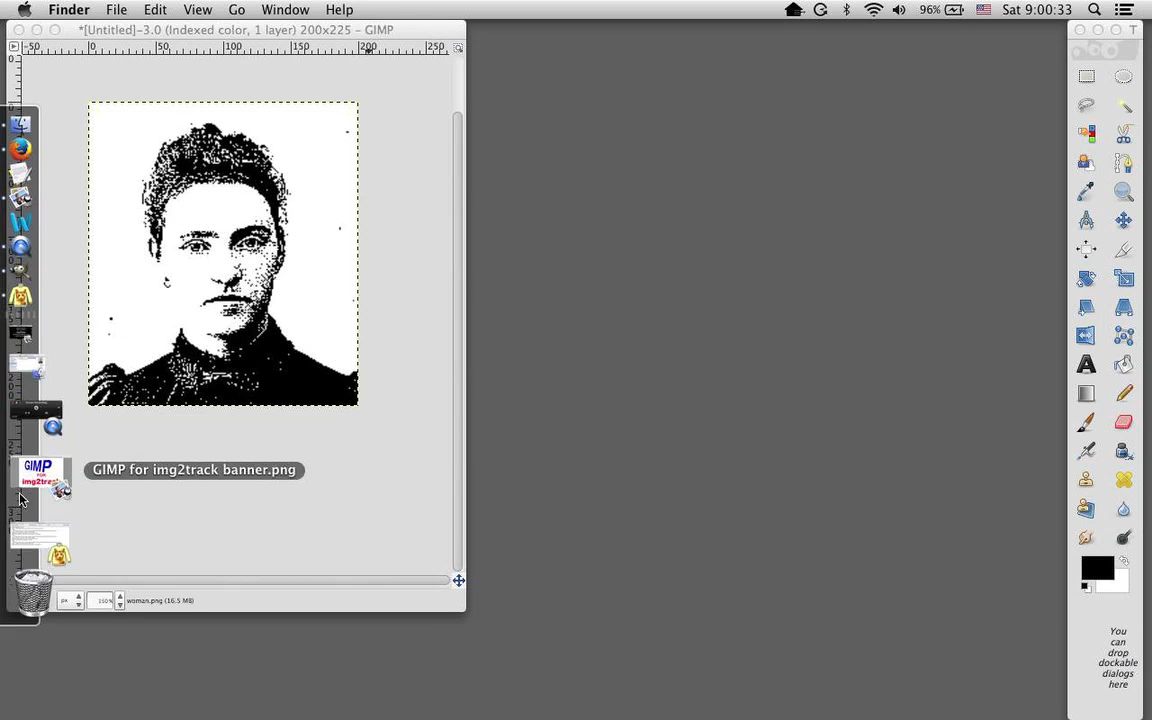 Finder File Edit View Go Window Help 96% Sat 9:00:33
*[Untitled]-3.0 (Indexed color, 1 layer) 200x225 – GIMP
-50 0 50 100 150 200 250
GIMP
img2track
GIMP for img2track banner.png
px 150% woman.png (16.5 MB)
You
can
drop
dockable
dialogs
here